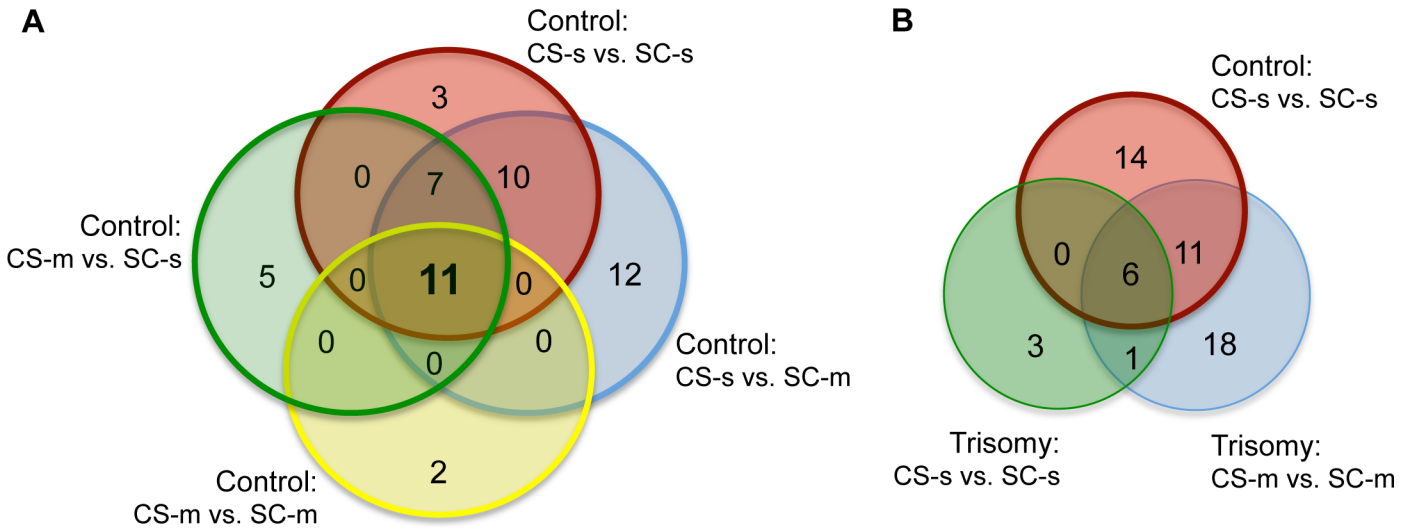 A
Control:
CS-s vs. SC-s
3
0
7
10
Control:
CS-m vs. SC-s
5
0
11
0
12
0
0
0
Control:
CS-s vs. SC-m
2
Control:
CS-m vs. SC-m
B
Control:
CS-s vs. SC-s
14
0
6
11
3
1
18
Trisomy:
CS-s vs. SC-s
Trisomy:
CS-m vs. SC-m